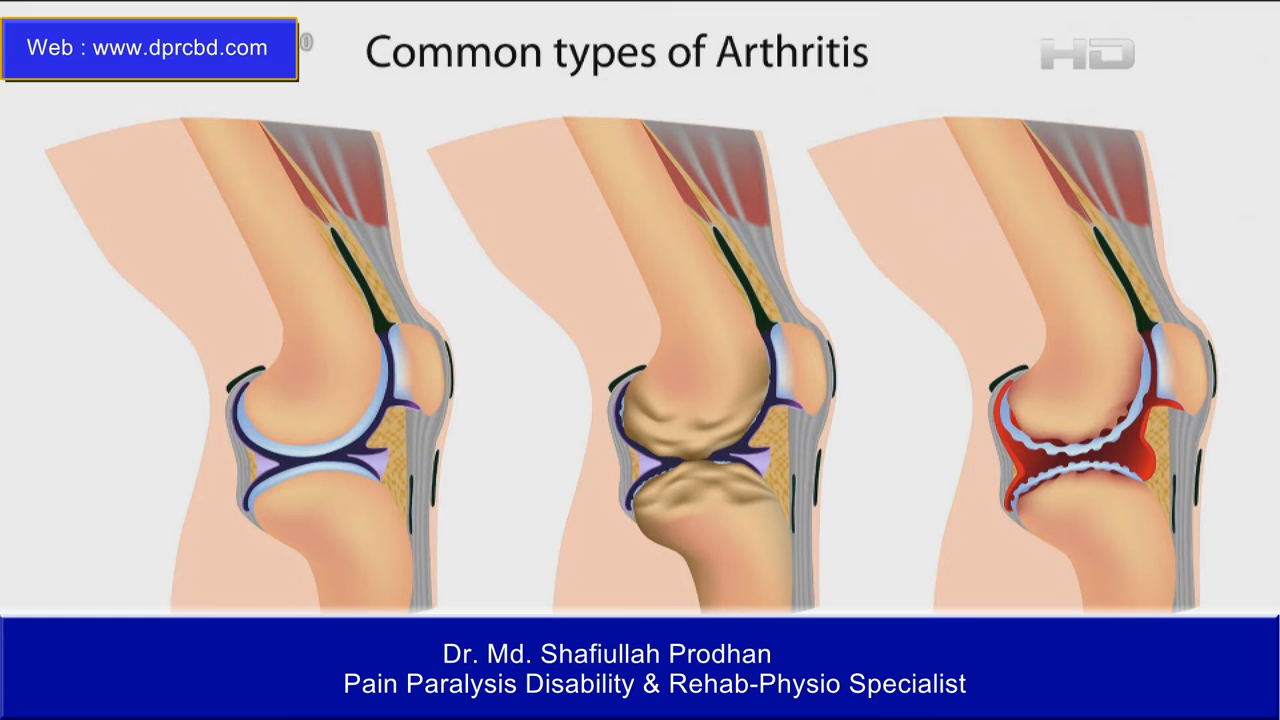 Web : www.dprcbd.com
Common types of Arthritis
HD
Dr. Md. Shafiullah Prodhan
Pain Paralysis Disability & Rehab-Physio Specialist